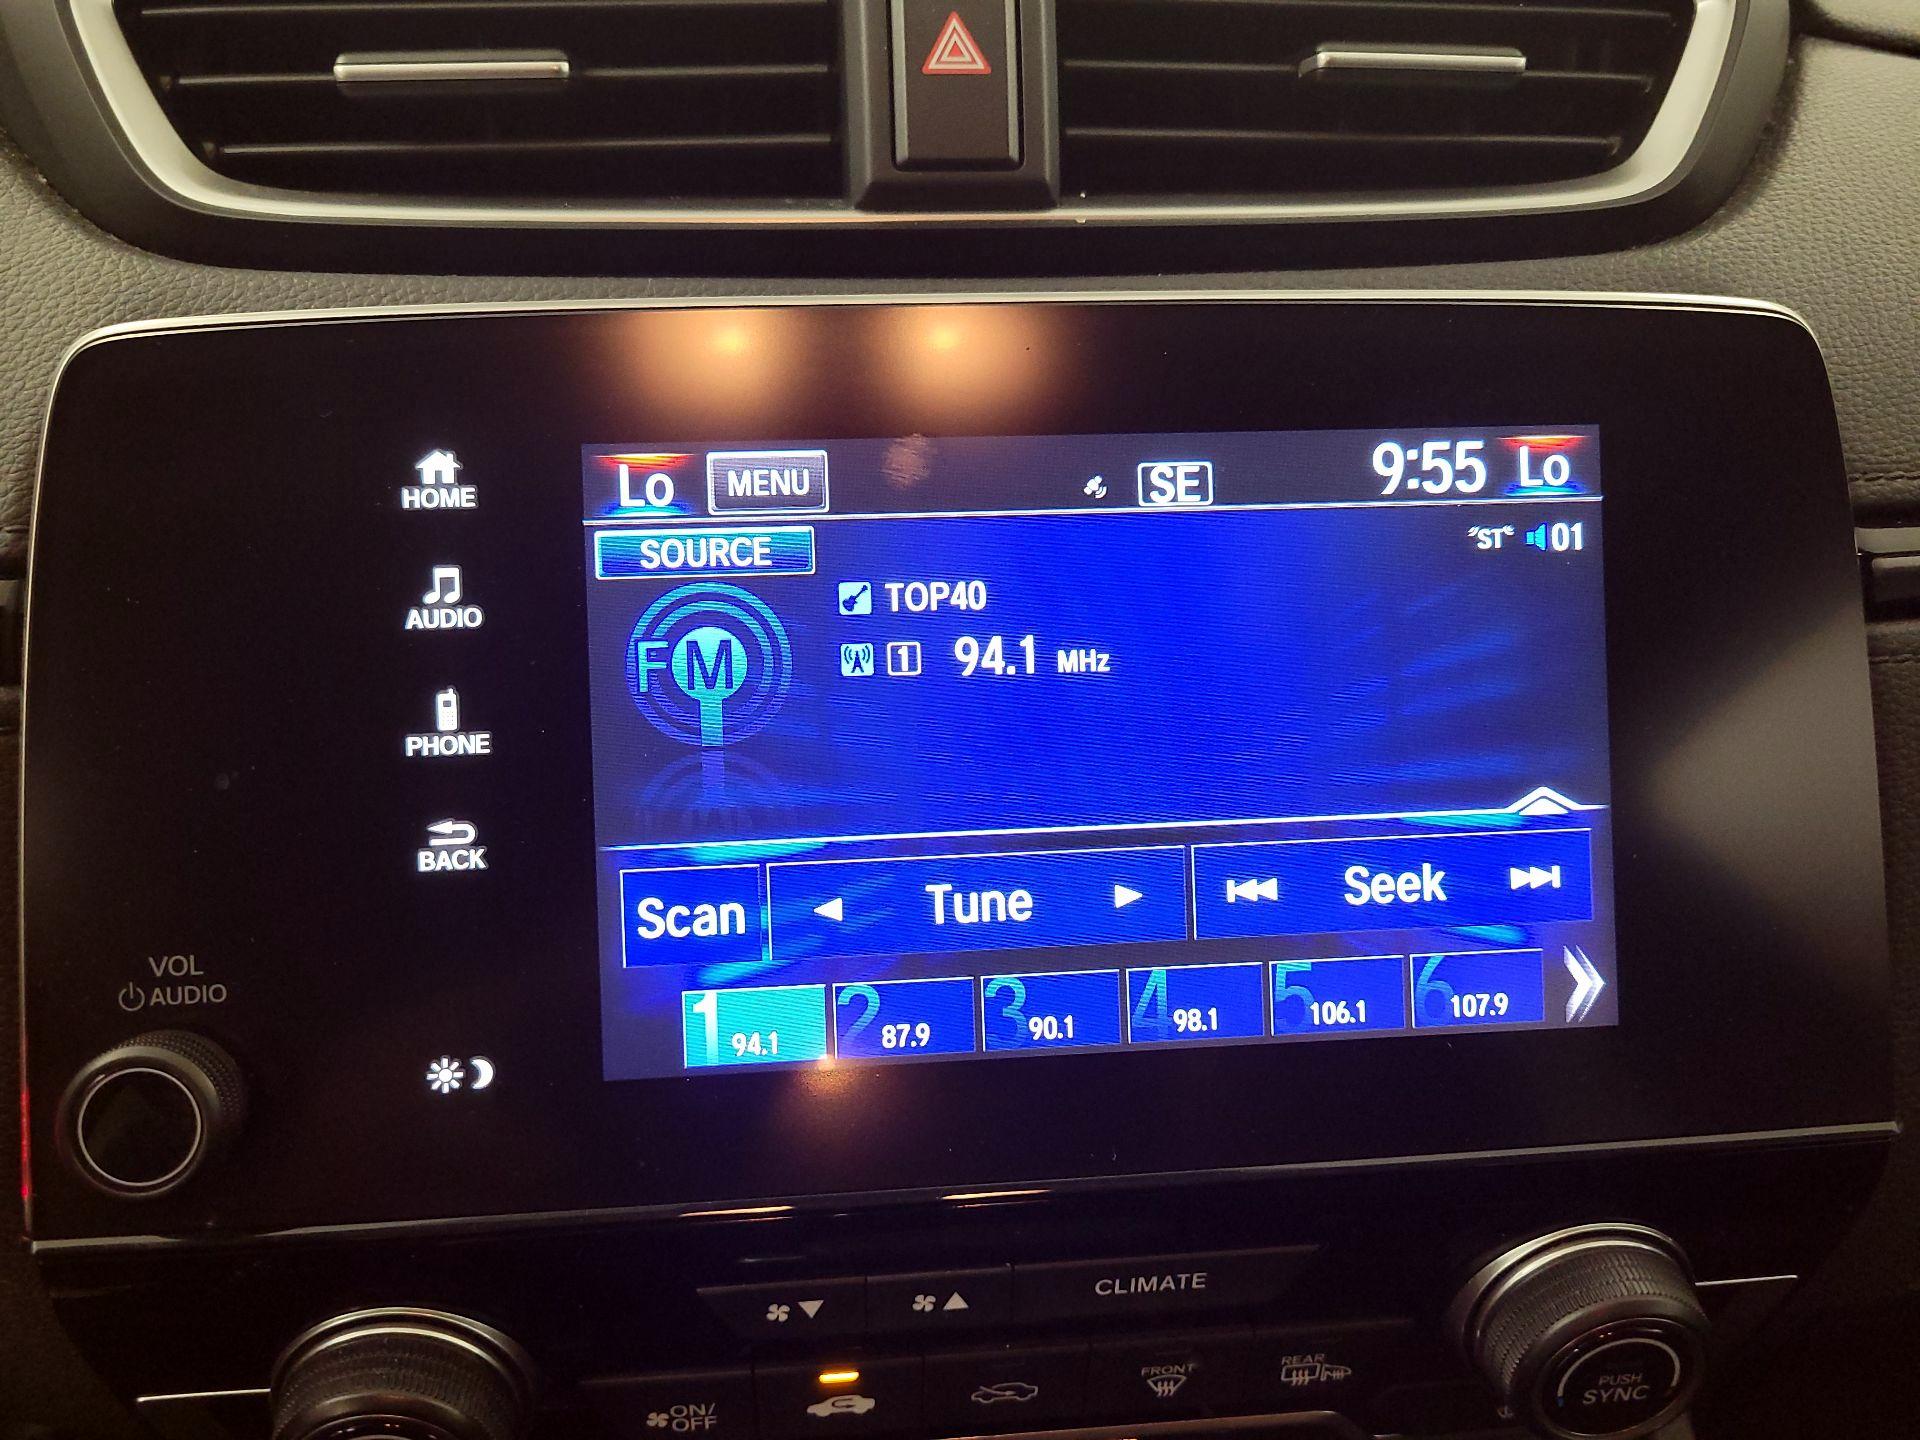 Lo MENU SE 9:55 Lo
HOME
SOURCE
"ST" 01
TOP40
FM
1 94.1 MHz
AUDIO
PHONE
BACK
Scan Tune Seek
1 94.1
2 87.9
3 90.1
4 98.1
5 106.1
6 107.9
VOL
AUDIO
CLIMATE
ON/
OFF
FRONT
REAR
PUSH
SYNC